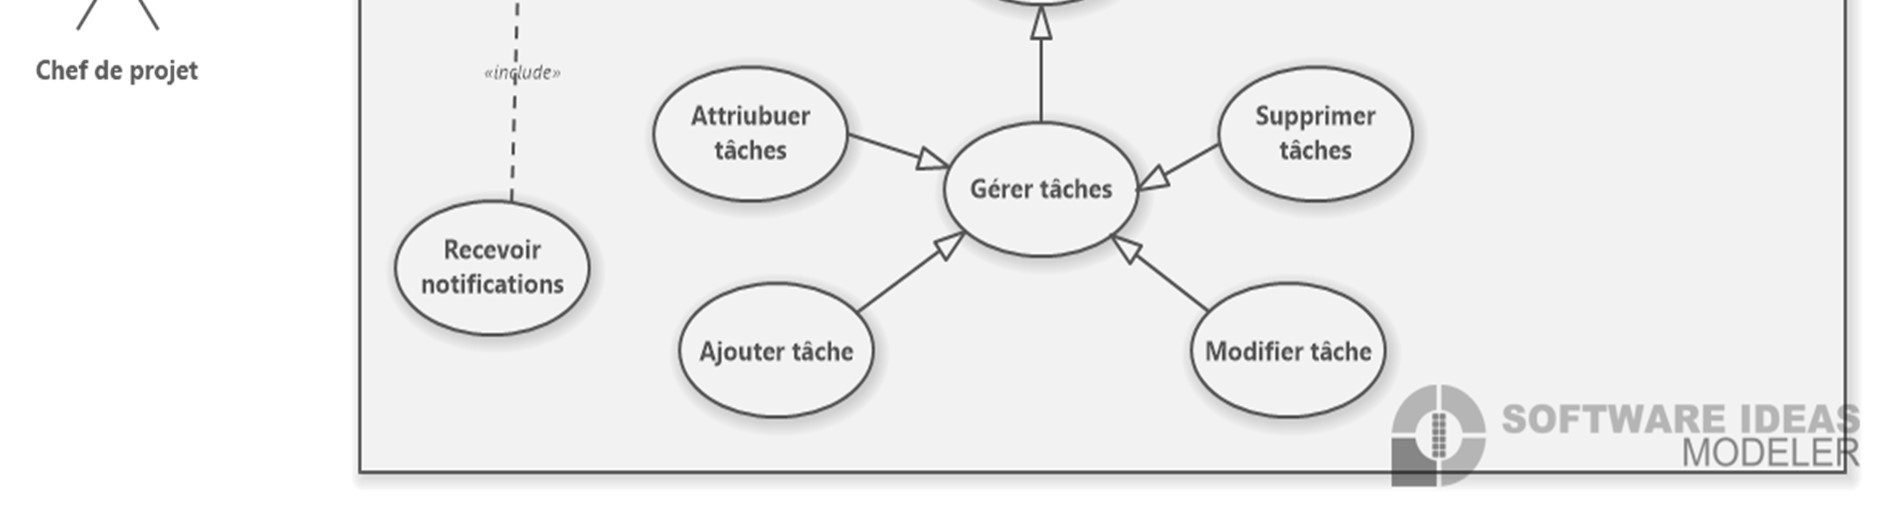 Chef de projet
«include»
Attriubuer
tâches
Supprimer
tâches
Gérer tâches
Recevoir
notifications
Ajouter tâche
Modifier tâche
SOFTWARE IDEAS
MODELER